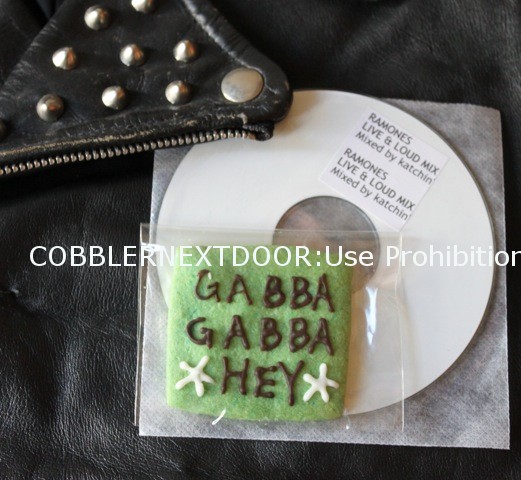 RAMONES
LIVE & LOUD MIX
Mixed by katchin'
RAMONES
LIVE & LOUD MIX
Mixed by katchin'
COBBLERNEXTDOOR:Use Prohibition
GABBA
GABBA
HEY